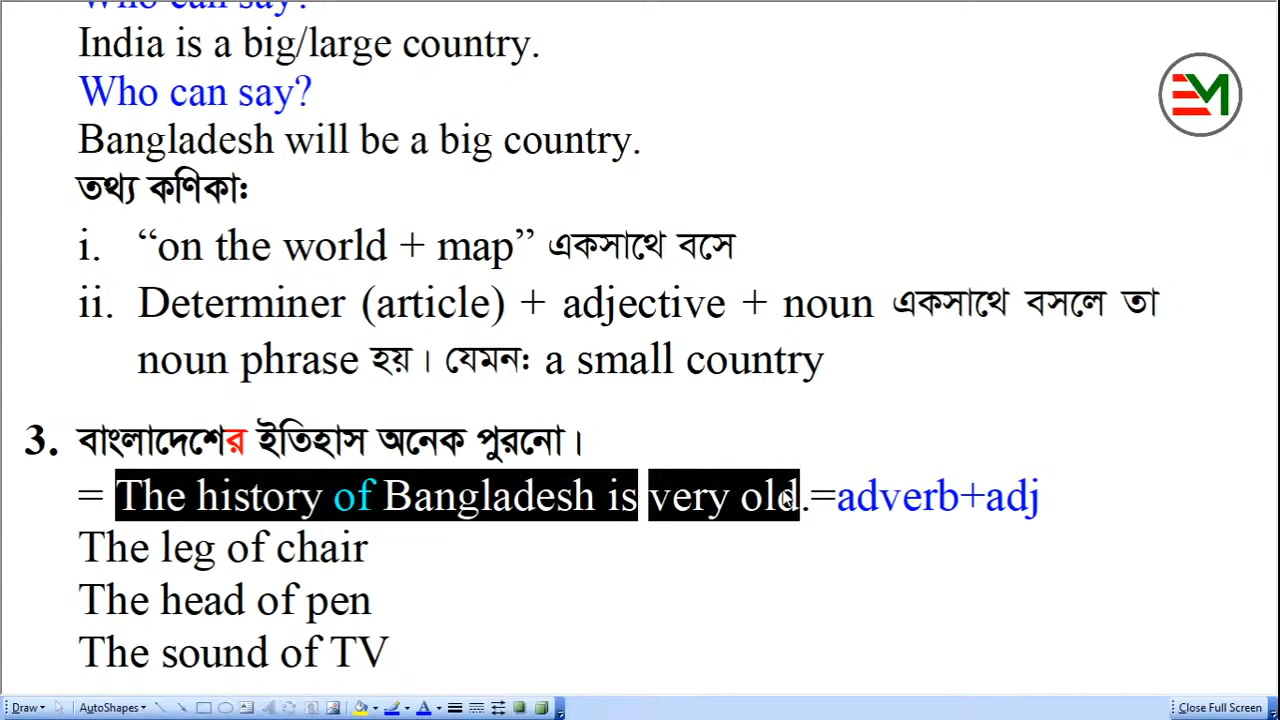 India is a big/large country.
Who can say?
Bangladesh will be a big country.
তথ্য কণিকাঃ
i. “on the world + map” একসাথে বসে
ii. Determiner (article) + adjective + noun একসাথে বসলে তা
noun phrase হয়। যেমনঃ a small country
3. বাংলাদেশের ইতিহাস অনেক পুরনো।
= The history of Bangladesh is very old.=adverb+adj
The leg of chair
The head of pen
The sound of TV
EM
Draw AutoShapes Close Full Screen